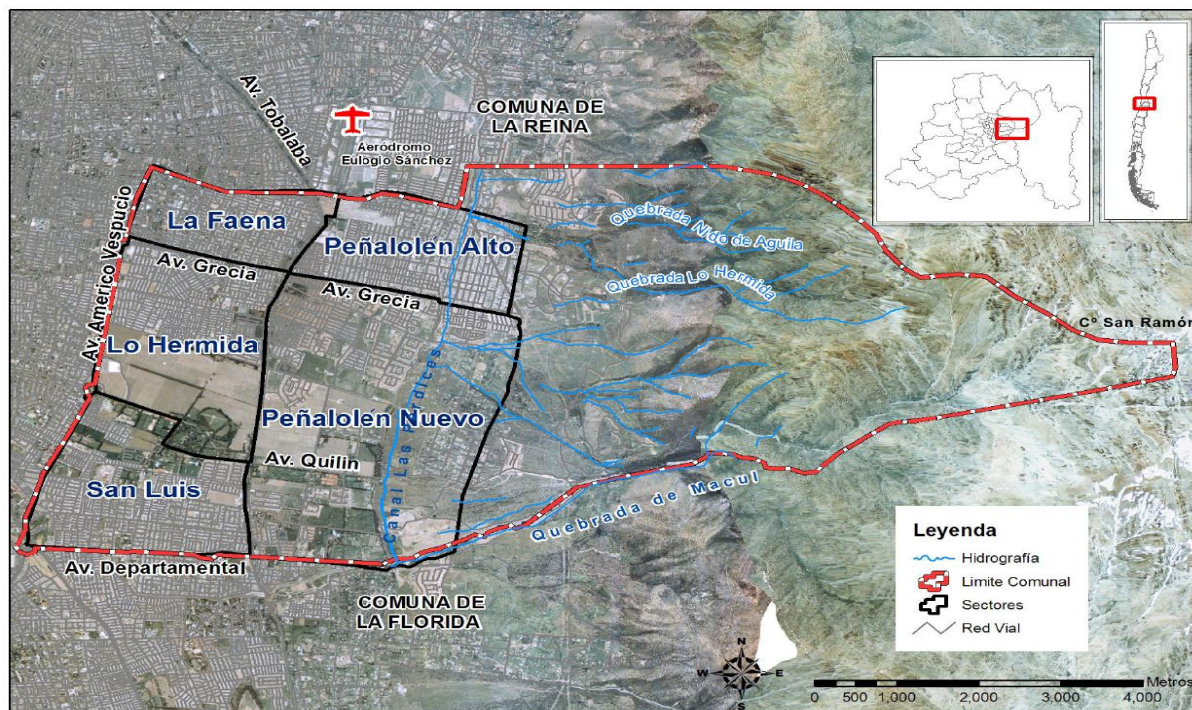 COMUNA DE
LA REINA
Av. Tobalaba
Aerodromo
Eulogio Sánchez
Av. Americo Vespucio
La Faena
Peñalolen Alto
Quebrada Nido de Aguila
Av. Grecia
Av. Grecia
Quebrada Lo Hermida
Cº San Ramón
Lo Hermida
Peñalolen Nuevo
Canal Las Perdices
Av. Quilin
San Luis
Quebrada de Macul
Av. Departamental
COMUNA DE
LA FLORIDA
Leyenda
Hidrografía
Limite Comunal
Sectores
Red Vial
N
W
E
S
Metros
0 500 1,000 2,000 3,000 4,000